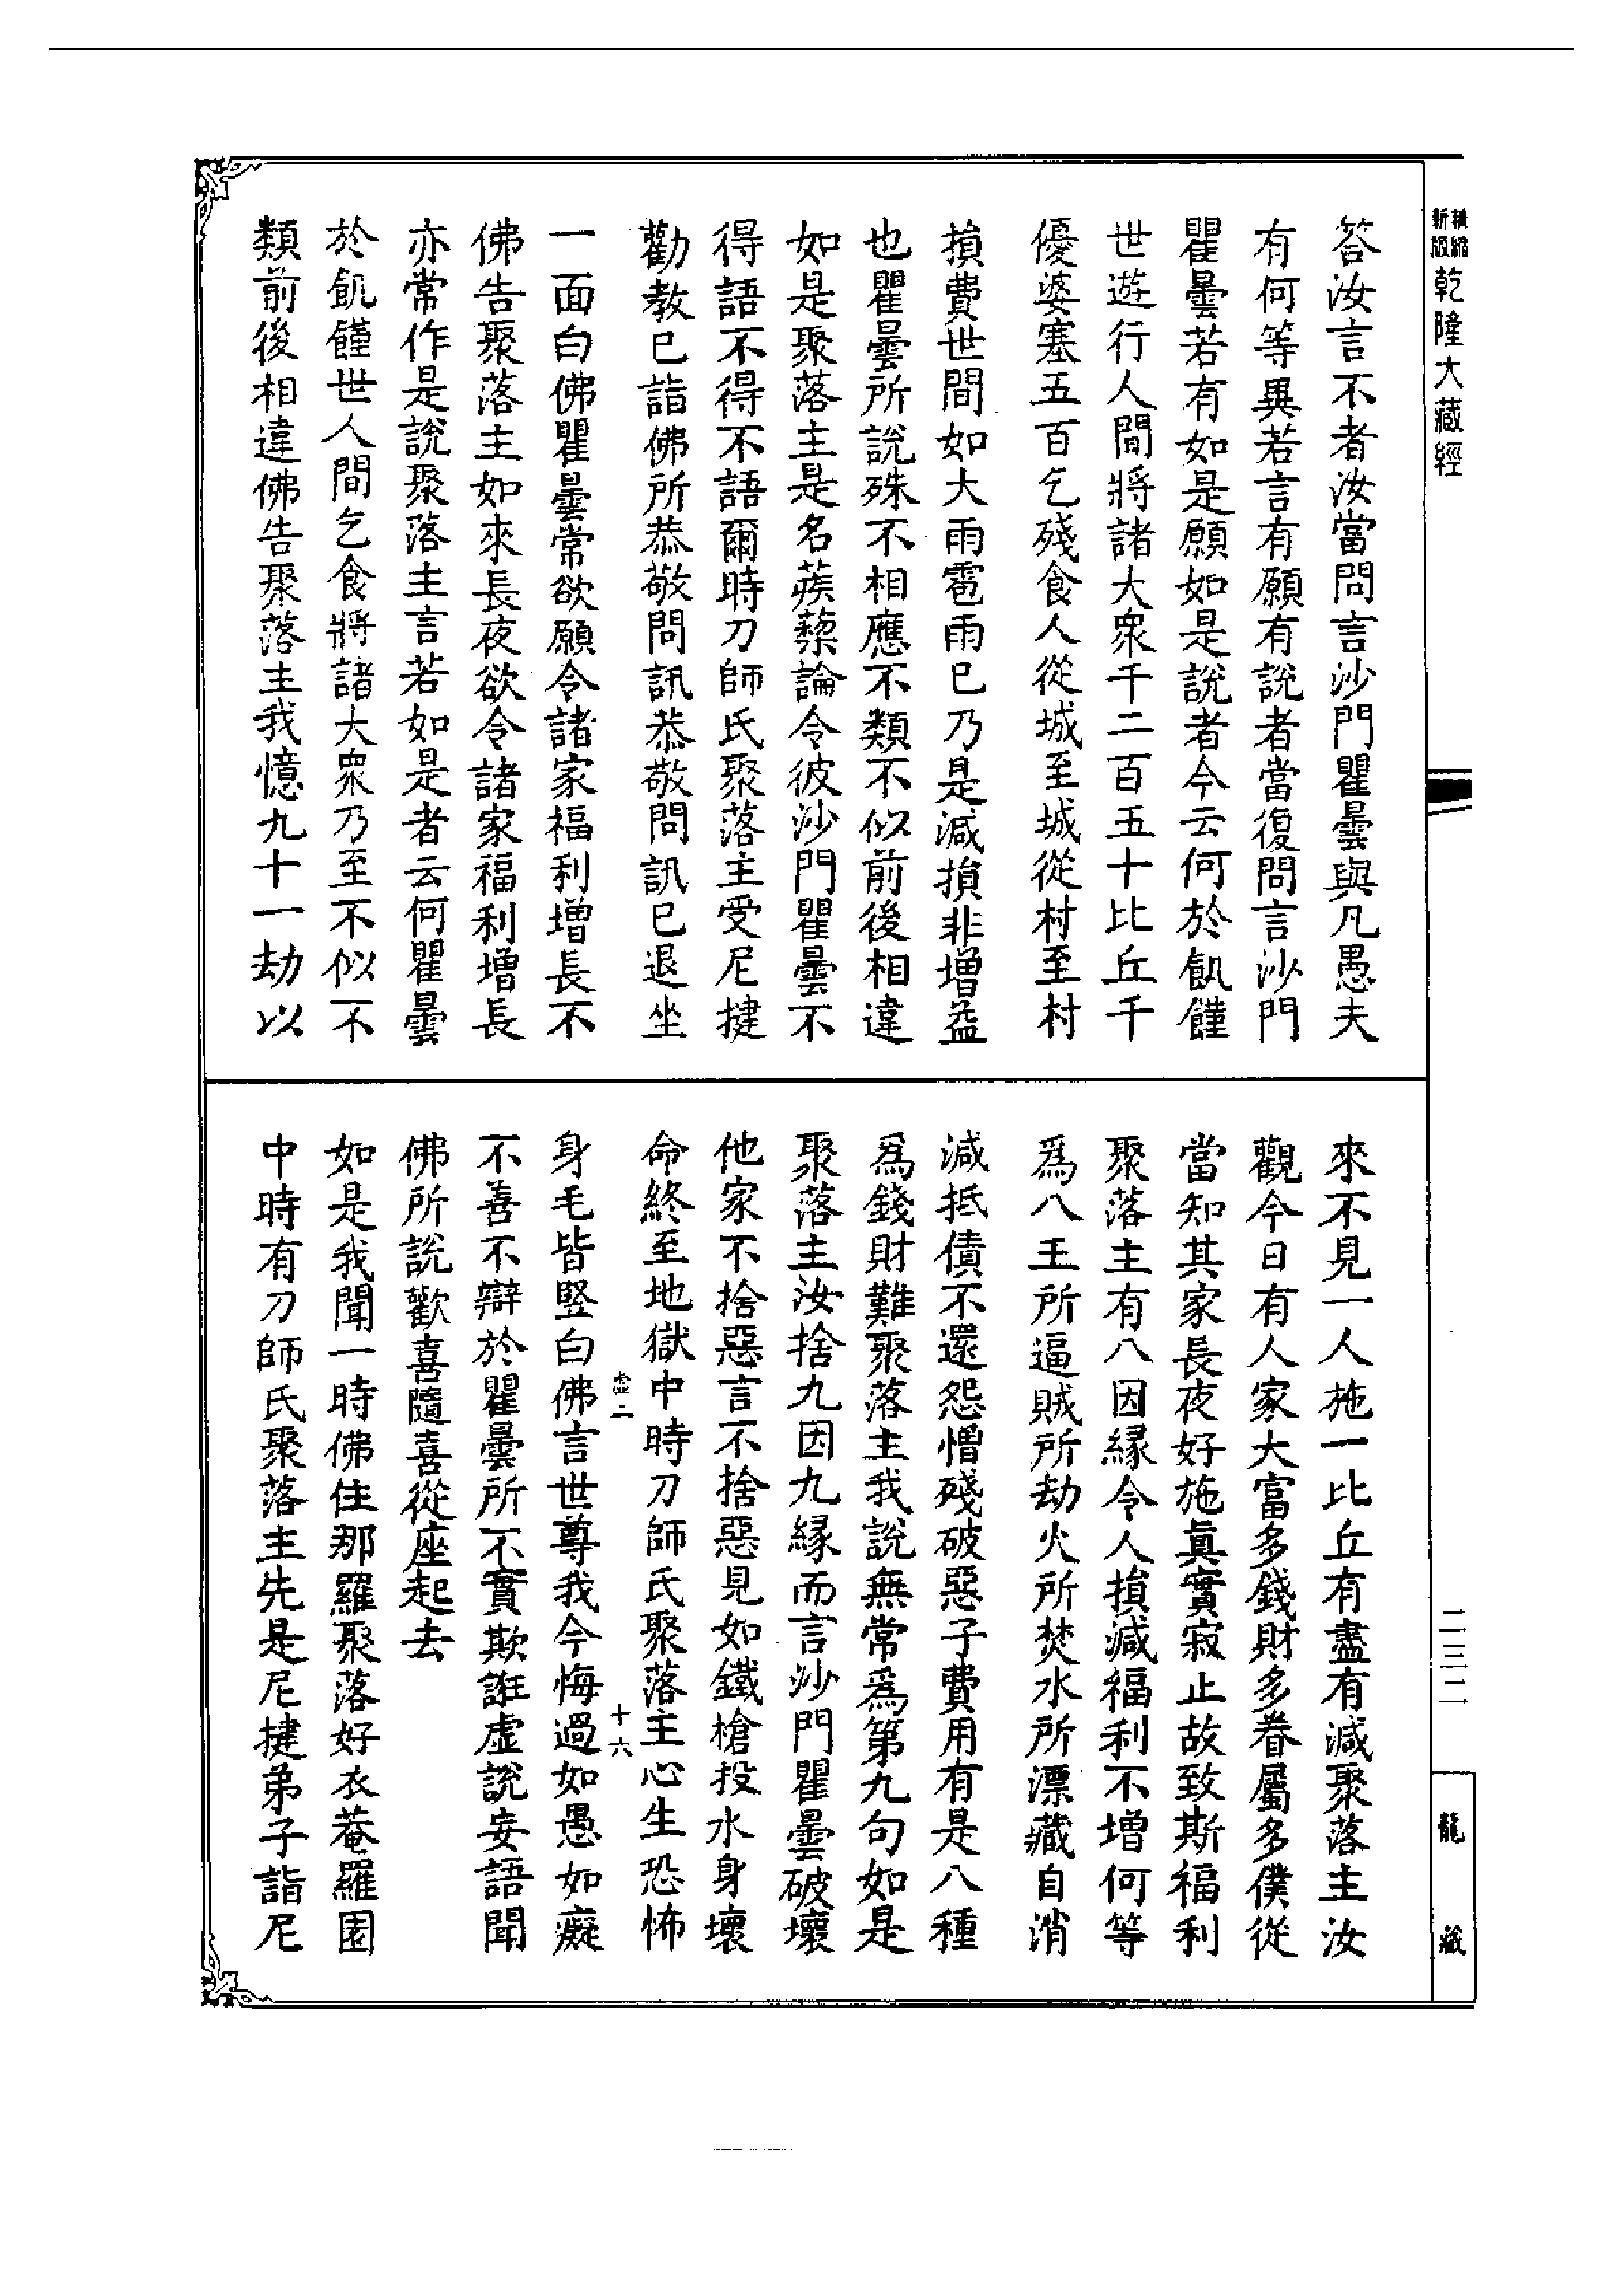 精縮
新版
乾隆大藏經
答汝言不者汝當問言沙門瞿曇與凡愚夫
有何等異若言有願有說者當復問言沙門
瞿曇若有如是願如是說者今云何於飢饉
世遊行人間將諸大衆千二百五十比丘千
優婆塞五百乞殘食人從城至城從村至村
損費世間如大雨雹雨已乃是減損非增益
也瞿曇所說殊不相應不類不似前後相違
如是聚落主是名蒺藜論令彼沙門瞿曇不
得語不得不語爾時刀師氏聚落主受尼揵
勸教已詣佛所恭敬問訊恭敬問訊已退坐
一面白佛瞿曇常欲願令諸家福利增長不
佛告聚落主如來長夜欲令諸家福利增長
亦常作是說聚落主言若如是者云何瞿曇
於飢饉世人間乞食將諸大衆乃至不似不
類前後相違佛告聚落主我憶九十一劫以
來不見一人施一比丘有盡有減聚落主汝
觀今日有人家大富多錢財多眷屬多僕從
當知其家長夜好施眞實寂止故致斯福利
聚落主有八因緣令人損減福利不增何等
爲八王所逼賊所劫火所焚水所漂藏自消
減抵債不還怨憎殘破惡子費用有是八種
爲錢財難聚落主我說無常爲第九句如是
聚落主汝捨九因九緣而言沙門瞿曇破壞
他家不捨惡言不捨惡見如鐵槍投水身壞
命終至地獄中時刀師氏聚落主心生恐怖
虛二 十六
身毛皆竪白佛言世尊我今悔過如愚如癡
不善不辯於瞿曇所不實欺誑虛說妄語聞
佛所說歡喜隨喜從座起去
如是我聞一時佛住那羅聚落好衣菴羅園
中時有刀師氏聚落主先是尼揵弟子詣尼
二三二
龍藏